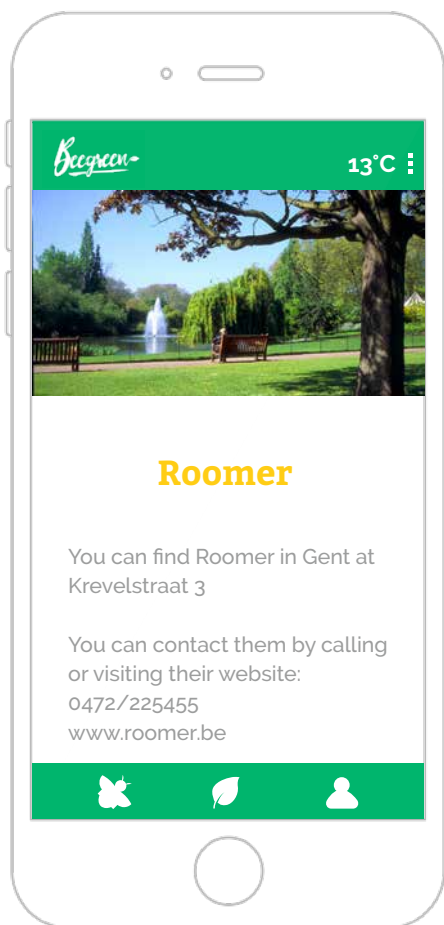 Beegreen
13°C
Roomer
You can find Roomer in Gent at
Krevelstraat 3
You can contact them by calling
or visiting their website:
0472/225455
www.roomer.be